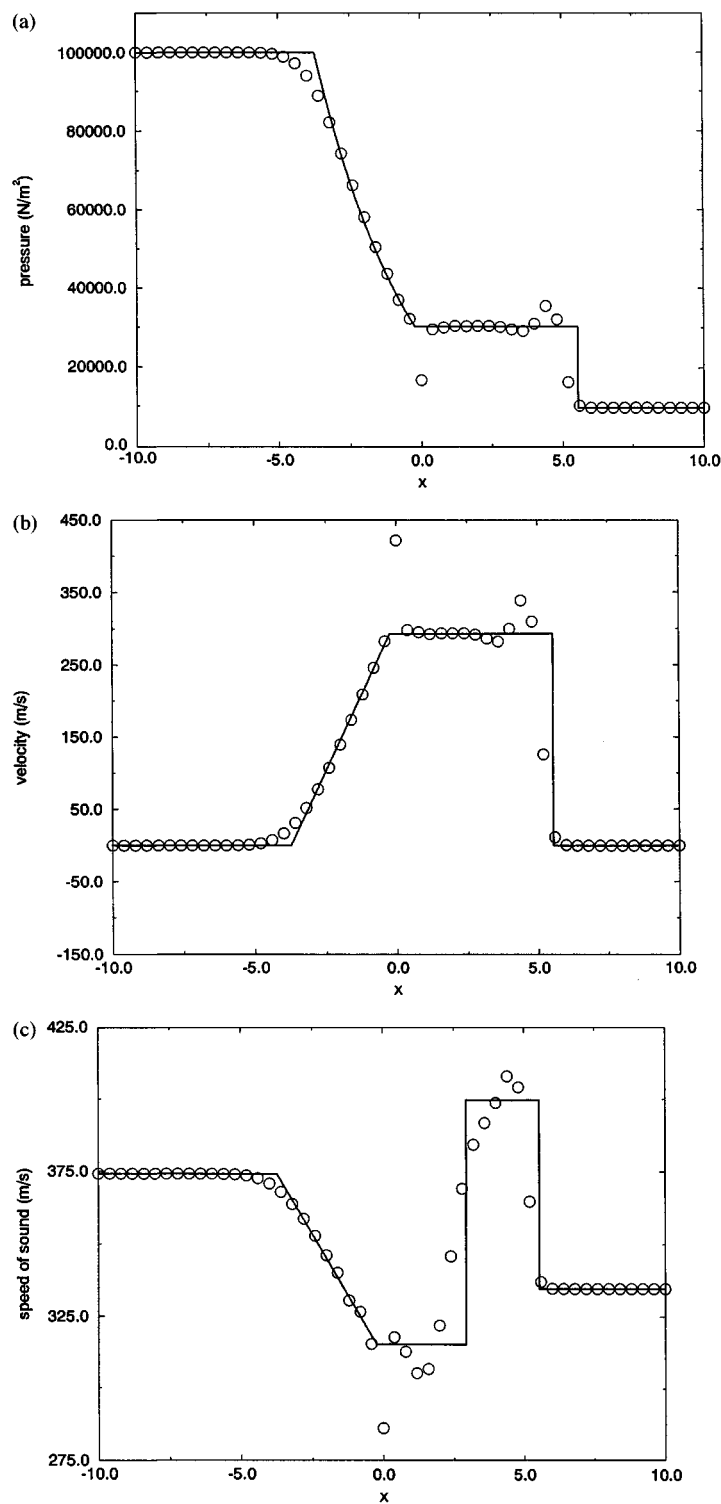 (a)
100000.0
80000.0
60000.0
40000.0
20000.0
0.0
pressure (N/m²)
-10.0 -5.0 0.0 5.0 10.0
x
(b)
450.0
350.0
250.0
150.0
50.0
-50.0
-150.0
velocity (m/s)
-10.0 -5.0 0.0 5.0 10.0
x
(c)
425.0
375.0
325.0
275.0
speed of sound (m/s)
-10.0 -5.0 0.0 5.0 10.0
x